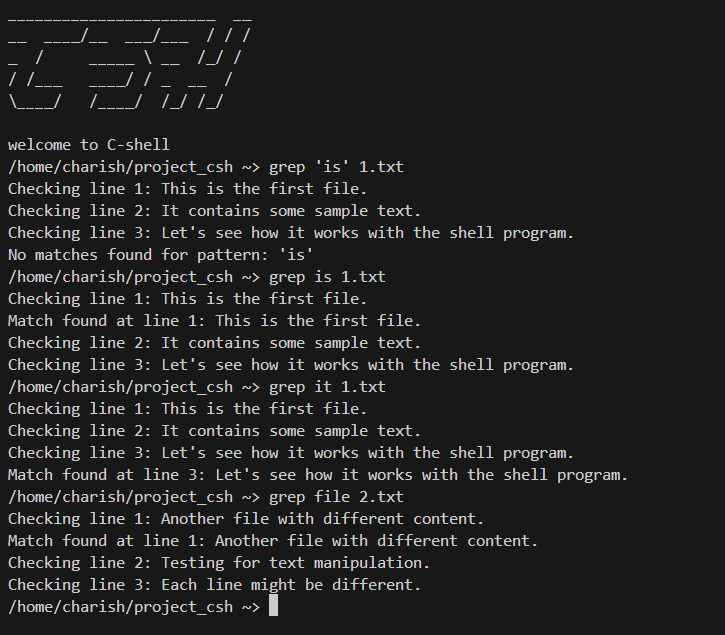 ______________________  __
__  ____/__  ___/___  / / /
_  /     _____ \ __  /_/ /
/ /___   ____/ / _  __  /
\____/   /____/  /_/ /_/
welcome to C-shell
/home/charish/project_csh ~> grep 'is' 1.txt
Checking line 1: This is the first file.
Checking line 2: It contains some sample text.
Checking line 3: Let's see how it works with the shell program.
No matches found for pattern: 'is'
/home/charish/project_csh ~> grep is 1.txt
Checking line 1: This is the first file.
Match found at line 1: This is the first file.
Checking line 2: It contains some sample text.
Checking line 3: Let's see how it works with the shell program.
/home/charish/project_csh ~> grep it 1.txt
Checking line 1: This is the first file.
Checking line 2: It contains some sample text.
Checking line 3: Let's see how it works with the shell program.
Match found at line 3: Let's see how it works with the shell program.
/home/charish/project_csh ~> grep file 2.txt
Checking line 1: Another file with different content.
Match found at line 1: Another file with different content.
Checking line 2: Testing for text manipulation.
Checking line 3: Each line might be different.
/home/charish/project_csh ~>